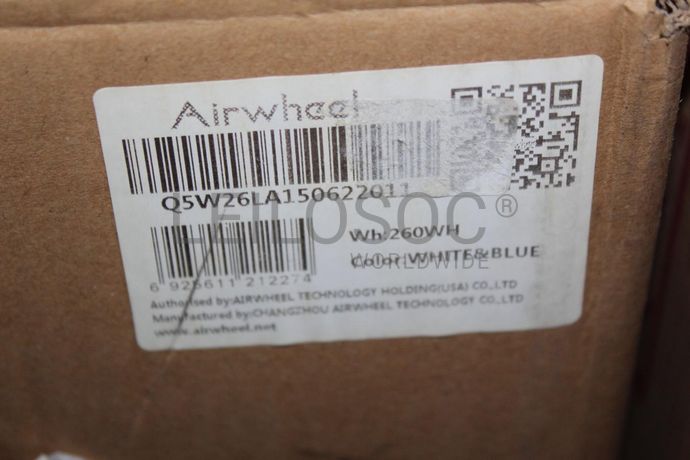 Airwheel
Q5W26LA150622011
LEILOSOC®
WORLDWIDE
Wh:260WH
Color:WHITE&BLUE
6 925611 212274
Authorised by:AIRWHEEL TECHNOLOGY HOLDING(USA) CO.,LTD
Manufactured by:CHANGZHOU AIRWHEEL TECHNOLOGY CO.,LTD
www.airwheel.net